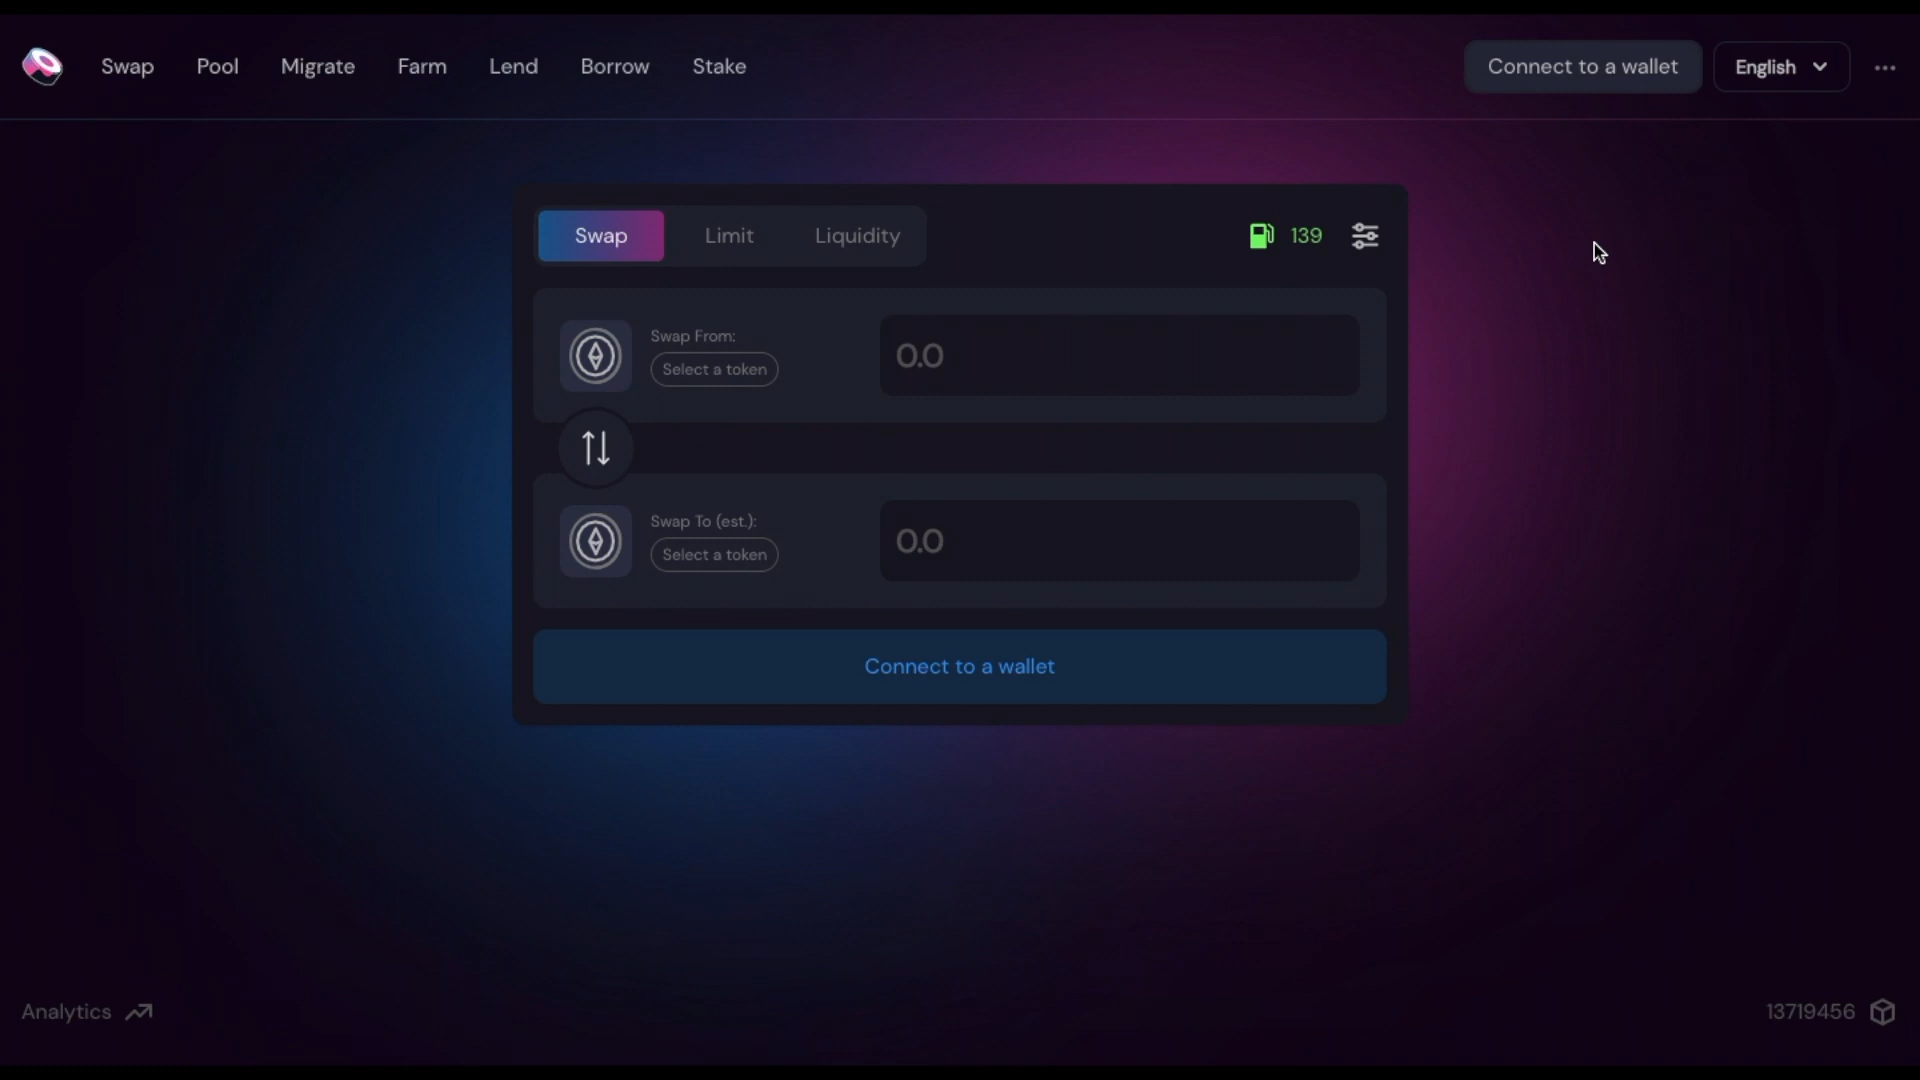 Swap Pool Migrate Farm Lend Borrow Stake Connect to a wallet English
Swap Limit Liquidity 139
Swap From:
Select a token
0.0
Swap To (est.):
Select a token
0.0
Connect to a wallet
Analytics 13719456